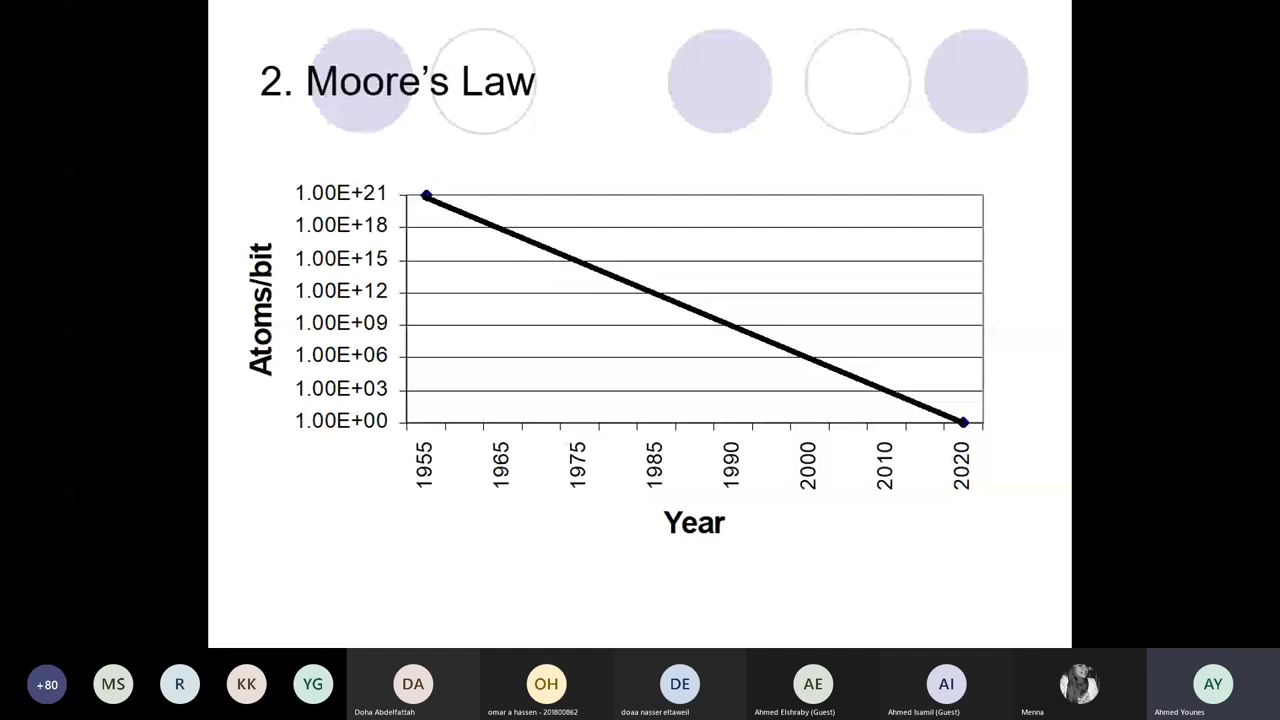 2. Moore's Law
1.00E+21
1.00E+18
1.00E+15
1.00E+12
1.00E+09
1.00E+06
1.00E+03
1.00E+00
Atoms/bit
1955
1965
1975
1985
1990
2000
2010
2020
Year
+80
MS
R
KK
YG
DA
OH
DE
AE
AI
AY
Doha Abdelfattah
omar a hassen - 201800862
doaa nasser eltaweil
Ahmed Elshraby (Guest)
Ahmed Isamil (Guest)
Menna
Ahmed Younes